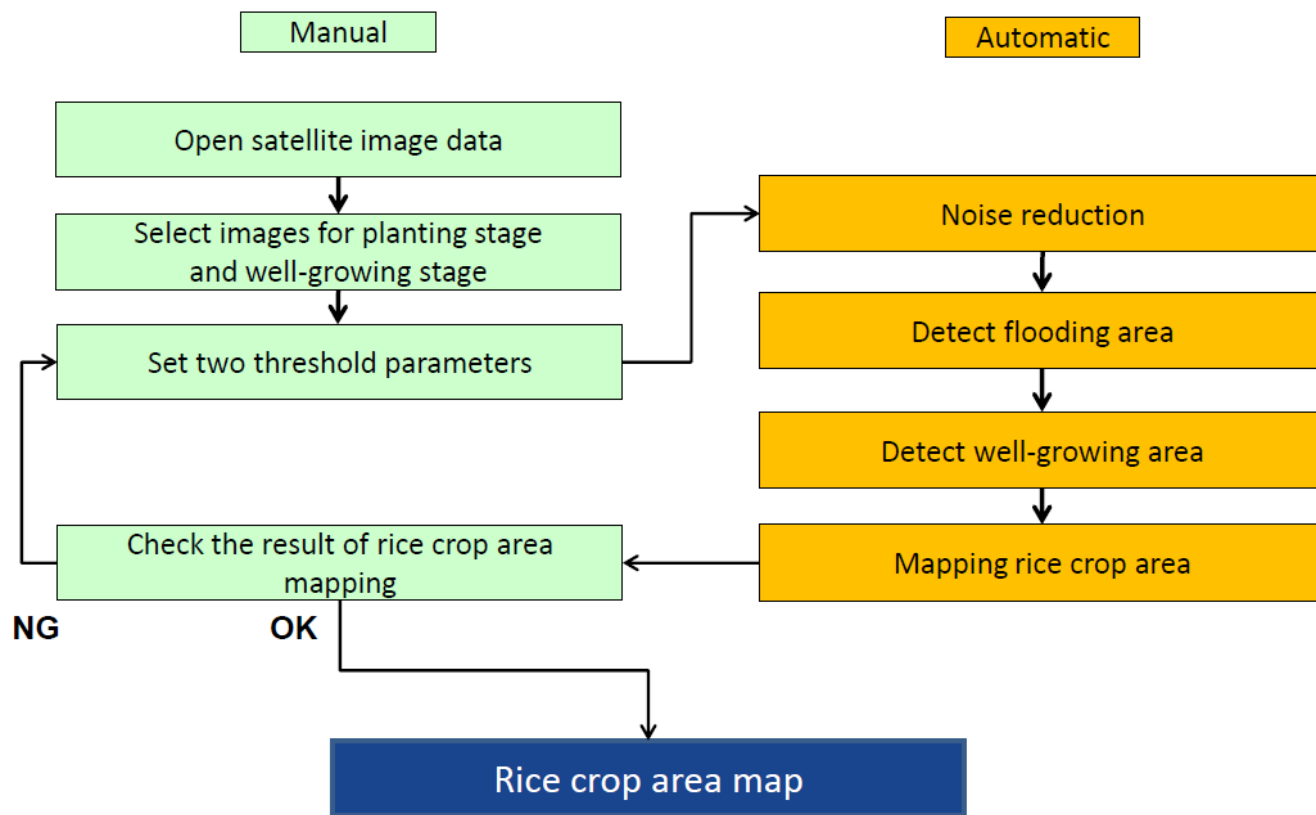 Manual
Automatic
Open satellite image data
Select images for planting stage
and well-growing stage
Set two threshold parameters
Noise reduction
Detect flooding area
Detect well-growing area
Mapping rice crop area
Check the result of rice crop area
mapping
NG
OK
Rice crop area map